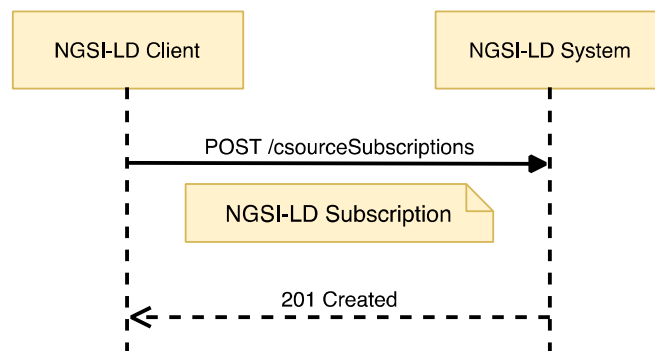 NGSI-LD Client
NGSI-LD System
POST /csourceSubscriptions
NGSI-LD Subscription
201 Created